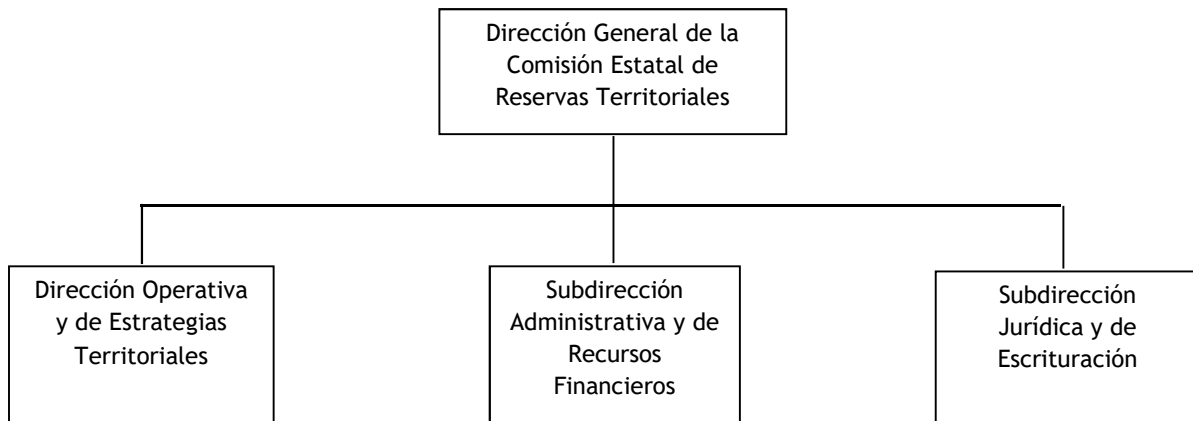 Dirección General de la
Comisión Estatal de
Reservas Territoriales
Dirección Operativa
y de Estrategias
Territoriales
Subdirección
Administrativa y de
Recursos
Financieros
Subdirección
Jurídica y de
Escrituración